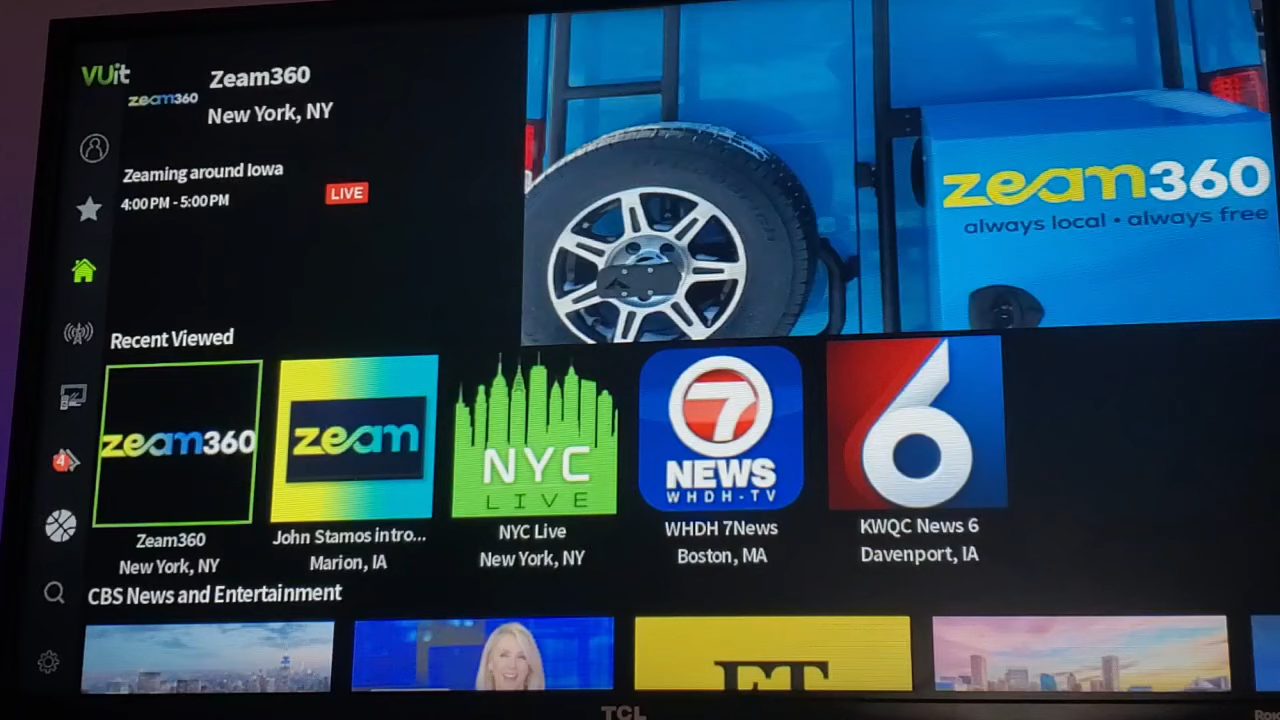 VUit
zeam360
Zeam360
New York, NY
Zeaming around Iowa
4:00 PM - 5:00 PM
LIVE
zeam360
always local • always free
Recent Viewed
4
zeam360
zeam
NYC
LIVE
7
NEWS
WHDH-TV
6
Zeam360
New York, NY
John Stamos intro...
Marion, IA
NYC Live
New York, NY
WHDH 7News
Boston, MA
KWQC News 6
Davenport, IA
CBS News and Entertainment
ET
TCL